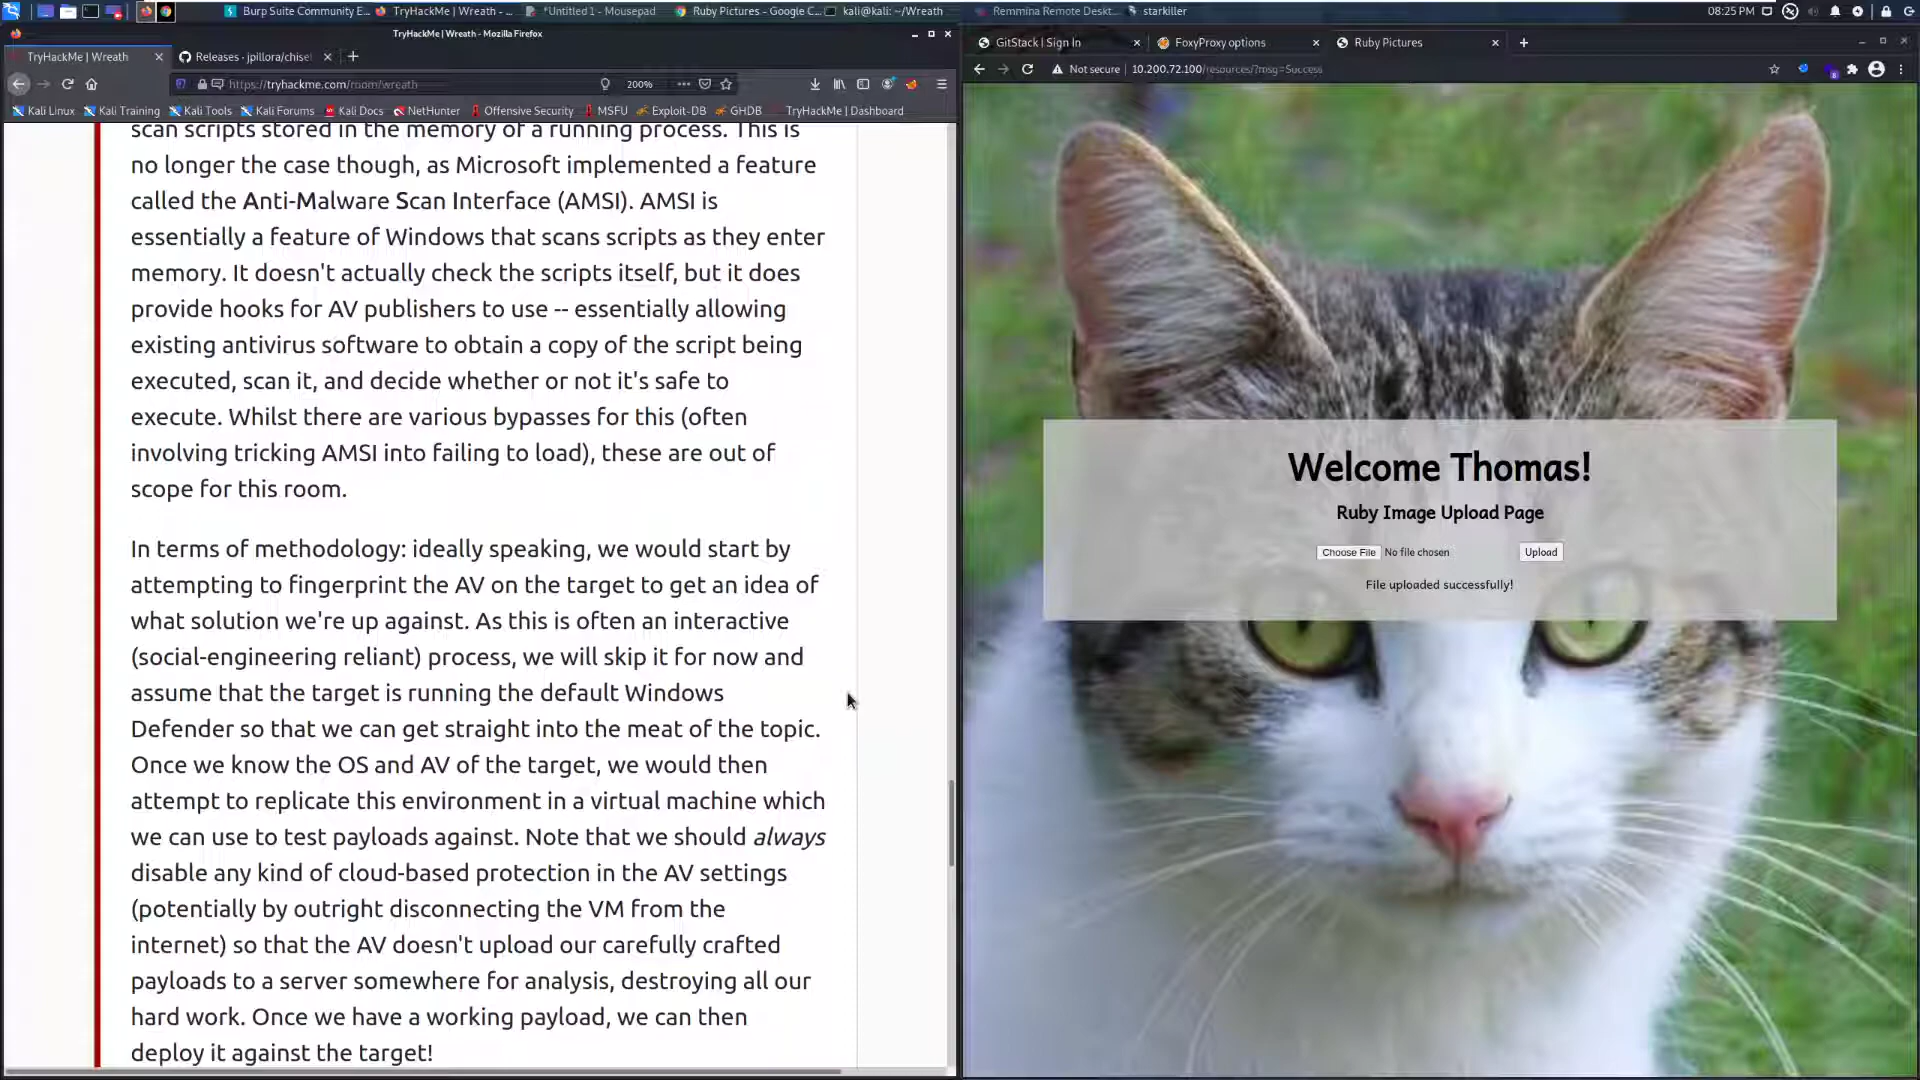 Burp Suite Community E...
TryHackMe | Wreath - ...
*Untitled 1 - Mousepad
Ruby Pictures - Google C...
kali@kali: ~/Wreath
Remmina Remote Deskt...
starkiller
08:25 PM
TryHackMe | Wreath - Mozilla Firefox
TryHackMe | Wreath
Releases · jpillora/chisel
https://tryhackme.com/room/wreath
200%
Kali Linux
Kali Training
Kali Tools
Kali Forums
Kali Docs
NetHunter
Offensive Security
MSFU
Exploit-DB
GHDB
TryHackMe | Dashboard
scan scripts stored in the memory of a running process. This is
no longer the case though, as Microsoft implemented a feature
called the Anti-Malware Scan Interface (AMSI). AMSI is
essentially a feature of Windows that scans scripts as they enter
memory. It doesn't actually check the scripts itself, but it does
provide hooks for AV publishers to use -- essentially allowing
existing antivirus software to obtain a copy of the script being
executed, scan it, and decide whether or not it's safe to
execute. Whilst there are various bypasses for this (often
involving tricking AMSI into failing to load), these are out of
scope for this room.
In terms of methodology: ideally speaking, we would start by
attempting to fingerprint the AV on the target to get an idea of
what solution we're up against. As this is often an interactive
(social-engineering reliant) process, we will skip it for now and
assume that the target is running the default Windows
Defender so that we can get straight into the meat of the topic.
Once we know the OS and AV of the target, we would then
attempt to replicate this environment in a virtual machine which
we can use to test payloads against. Note that we should always
disable any kind of cloud-based protection in the AV settings
(potentially by outright disconnecting the VM from the
internet) so that the AV doesn't upload our carefully crafted
payloads to a server somewhere for analysis, destroying all our
hard work. Once we have a working payload, we can then
deploy it against the target!
GitStack | Sign In
FoxyProxy options
Ruby Pictures
Not secure
10.200.72.100/resources/?msg=Success
Welcome Thomas!
Ruby Image Upload Page
Choose File No file chosen
Upload
File uploaded successfully!